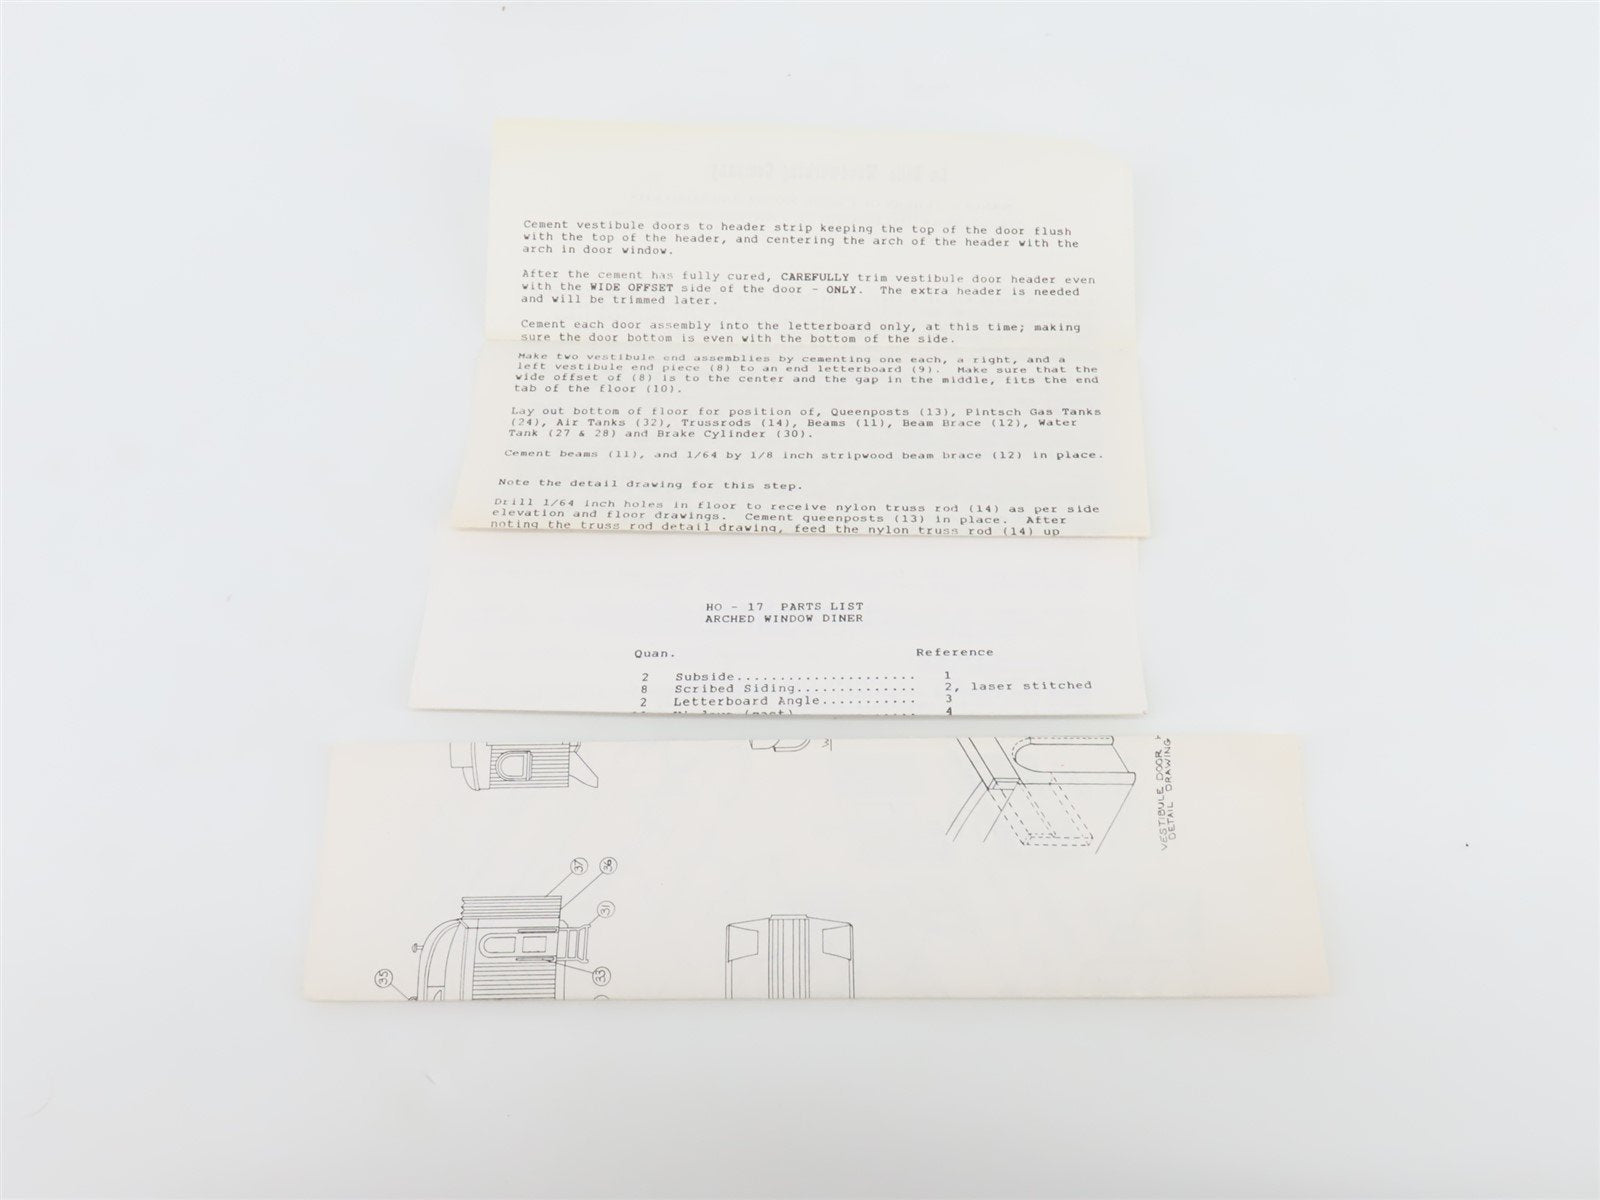 Cement vestibule doors to header strip keeping the top of the door flush
with the top of the header, and centering the arch of the header with the
arch in door window.
After the cement has fully cured, CAREFULLY trim vestibule door header even
with the WIDE OFFSET side of the door - ONLY. The extra header is needed
and will be trimmed later.
Cement each door assembly into the letterboard only, at this time; making
sure the door bottom is even with the bottom of the side.
Make two vestibule end assemblies by cementing one each, a right, and a
left vestibule end piece (8) to an end letterboard (9). Make sure that the
wide offset of (8) is to the center and the gap in the middle, fits the end
tab of the floor (10).
Lay out bottom of floor for position of, Queenposts (13), Pintsch Gas Tanks
(24), Air Tanks (32), Trussrods (14), Beams (11), Beam Brace (12), Water
Tank (27 & 28) and Brake Cylinder (30).
Cement beams (11), and 1/64 by 1/8 inch stripwood beam brace (12) in place.
Note the detail drawing for this step.
Drill 1/64 inch holes in floor to receive nylon truss rod (14) as per side
elevation and floor drawings. Cement queenposts (13) in place. After
noting the truss rod detail drawing, feed the nylon truss rod (14) up
HO - 17 PARTS LIST
ARCHED WINDOW DINER
Quan. Reference
2 Subside...................... 1
8 Scribed Siding.............. 2, laser stitched
2 Letterboard Angle........... 3
4
VESTIBULE DOOR
DETAIL DRAWING
37
36
31
33
35